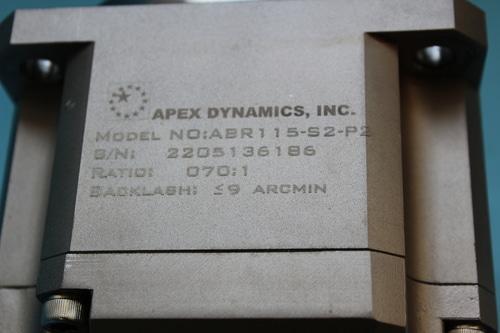 APEX DYNAMICS, INC.
MODEL NO:ABR115-S2-P2
S/N: 2205136186
RATIO: 070:1
BACKLASH: ≤9 ARCMIN